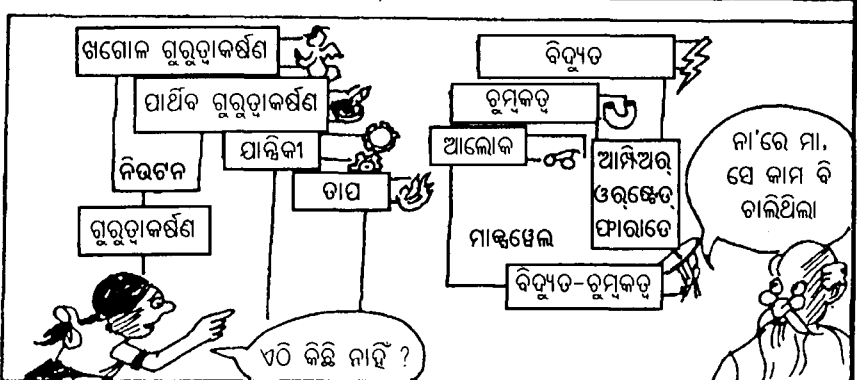 ଖଗୋଳ ଗୁରୁତ୍ୱାକର୍ଷଣ
ପାର୍ଥିବ ଗୁରୁତ୍ୱାକର୍ଷଣ
ଯାନ୍ତ୍ରିକୀ
ନିଉଟନ
ତାପ
ଗୁରୁତ୍ୱାକର୍ଷଣ
ଏଠି କିଛି ନାହିଁ ?
ବିଦ୍ୟୁତ
ଚୁମ୍ବକତ୍ୱ
ଆଲୋକ
ଆମ୍ପିଅର୍
ଓର୍‌ଷ୍ଟେଡ୍
ଫାରାଡେ
ମାକ୍ସୱେଲ
ବିଦ୍ୟୁତ-ଚୁମ୍ବକତ୍ୱ
ନା'ରେ ମା,
ସେ କାମ ବି
ଚାଲିଥିଲା